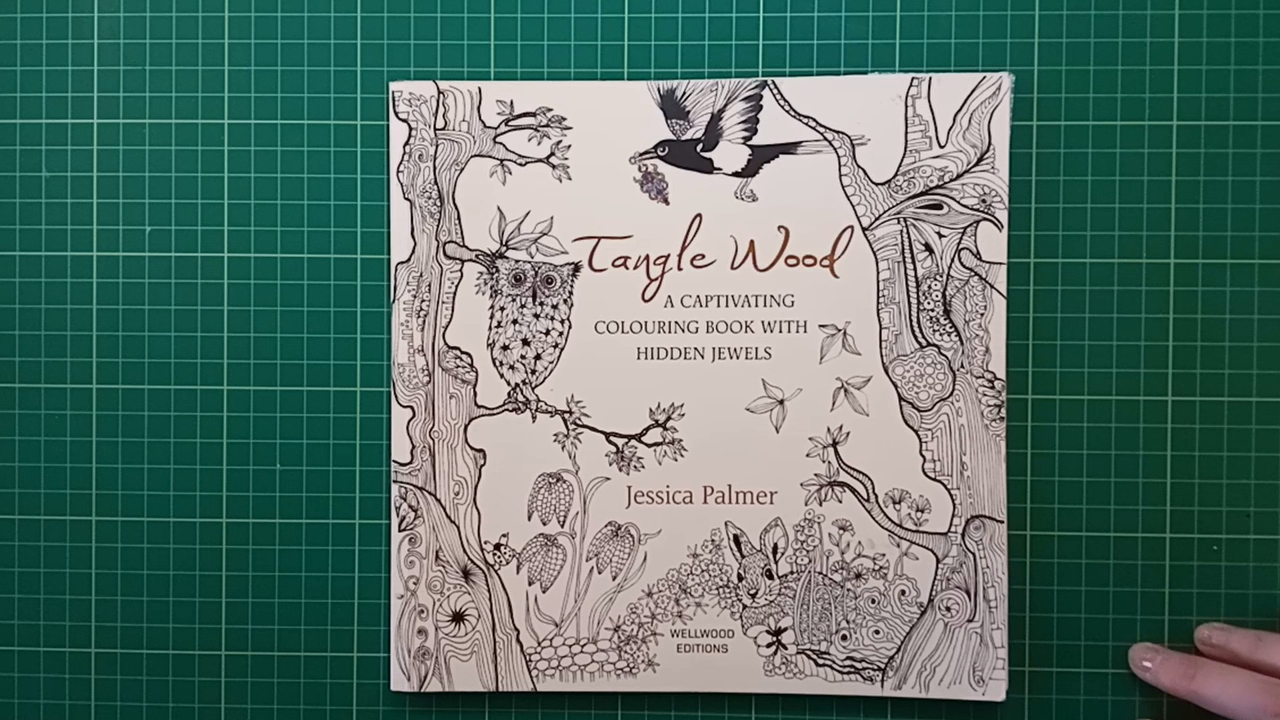 Tangle Wood
A CAPTIVATING
COLOURING BOOK WITH
HIDDEN JEWELS
Jessica Palmer
WELLWOOD
EDITIONS